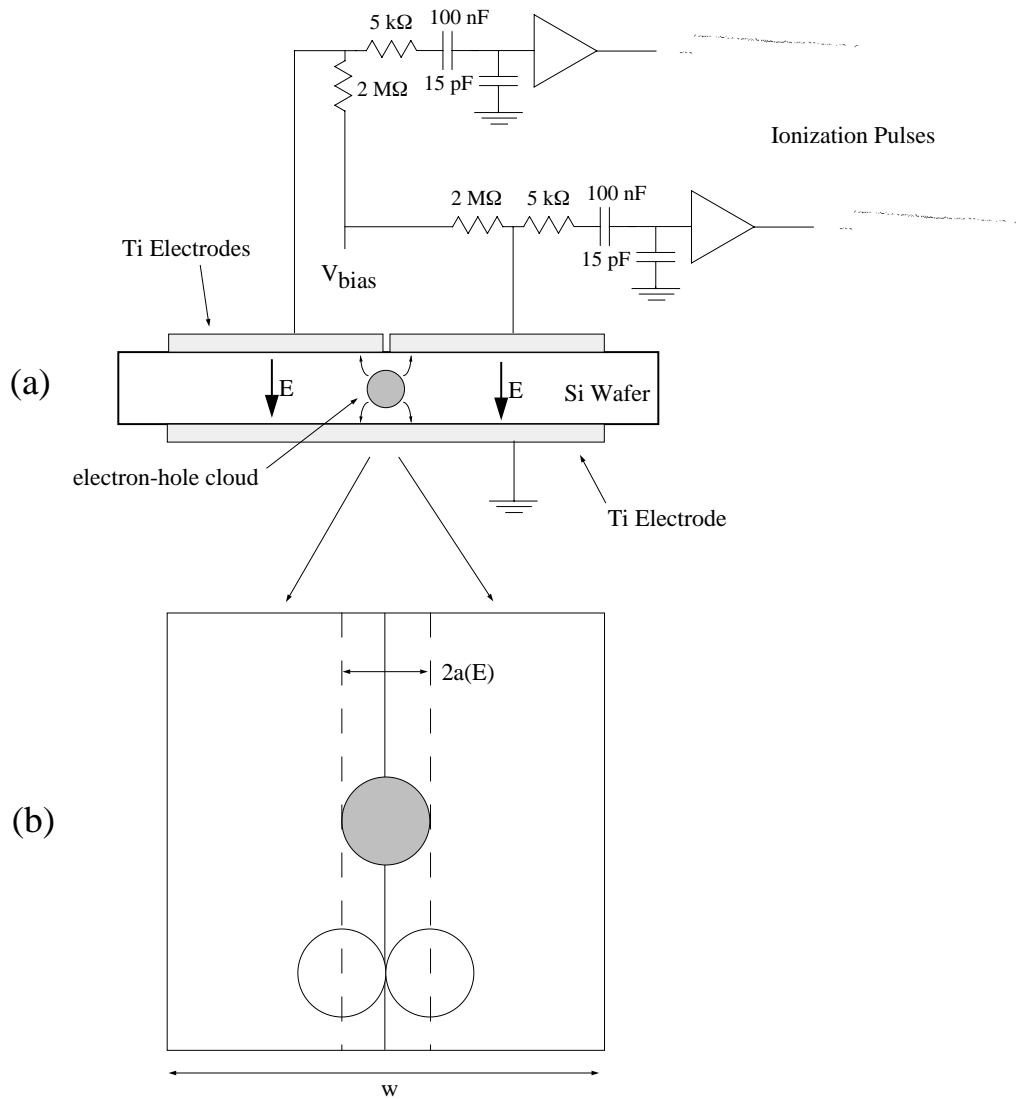 5 kΩ
100 nF
2 MΩ
15 pF
Ionization Pulses
2 MΩ
5 kΩ
100 nF
15 pF
Ti Electrodes
Vbias
(a)
E
E
Si Wafer
electron-hole cloud
Ti Electrode
2a(E)
(b)
w